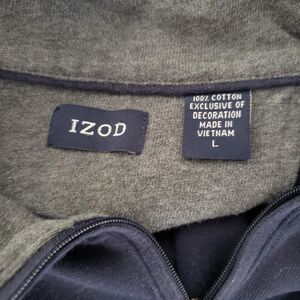 IZOD
100% COTTON
EXCLUSIVE OF
DECORATION
MADE IN
VIETNAM
L